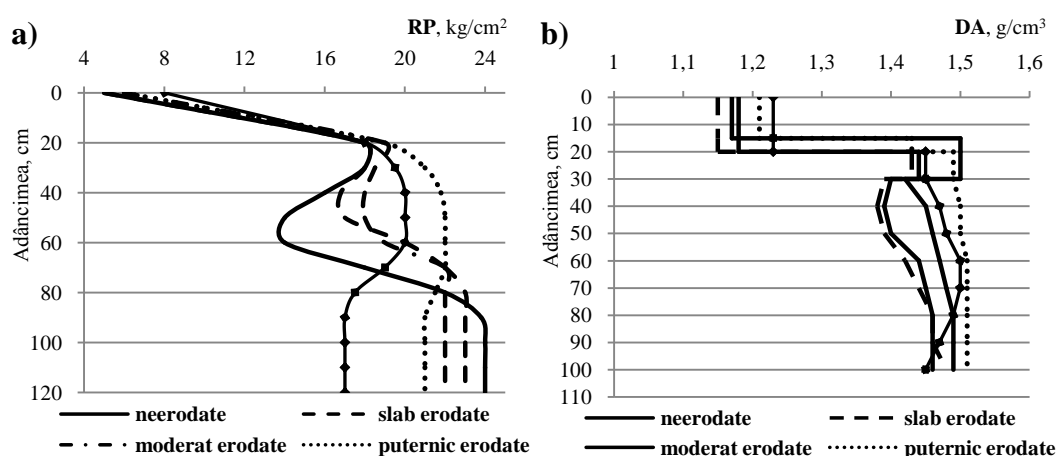 a)
RP, kg/cm²
4 8 12 16 20 24
0
20
40
60
80
100
120
Adâncimea, cm
neerodate
slab erodate
moderat erodate
puternic erodate
b)
DA, g/cm³
1 1,1 1,2 1,3 1,4 1,5 1,6
0
10
20
30
40
50
60
70
80
90
100
110
Adâncimea, cm
neerodate
slab erodate
moderat erodate
puternic erodate